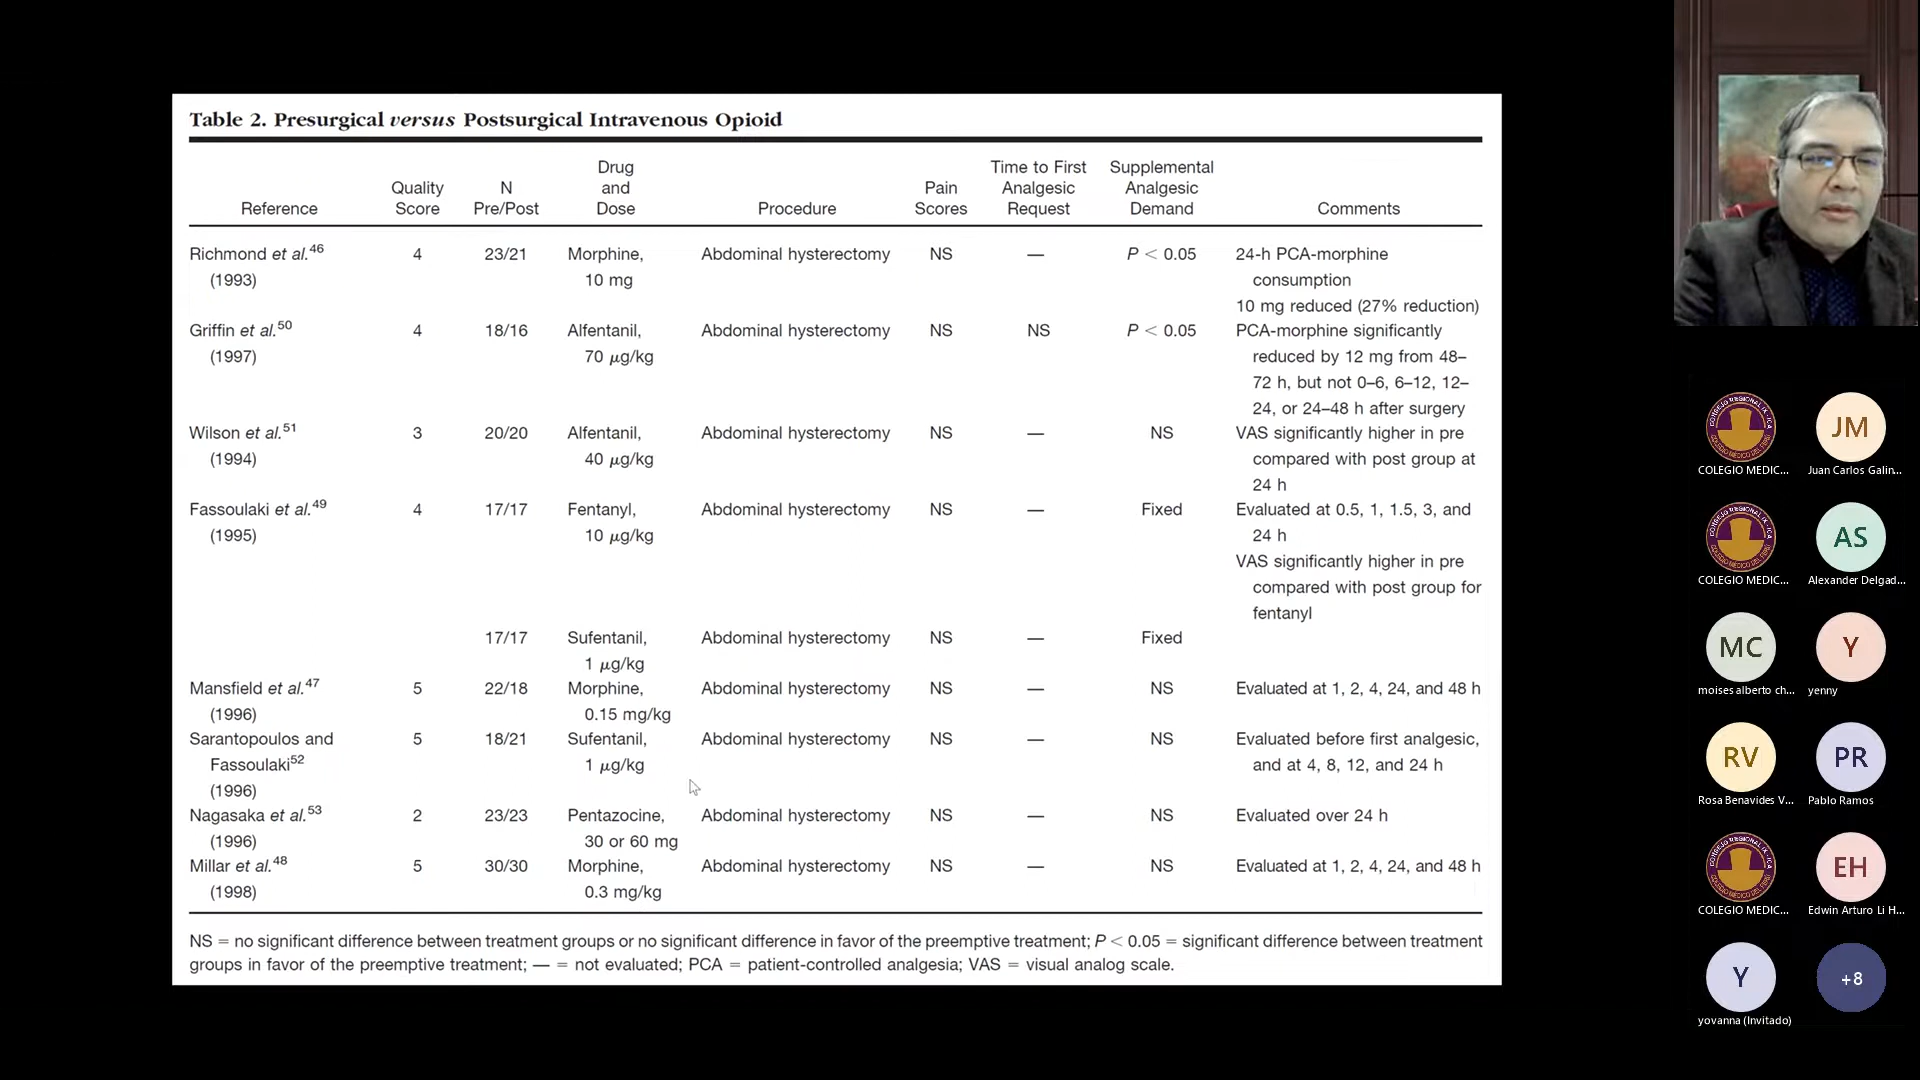 Table 2. Presurgical versus Postsurgical Intravenous Opioid
Reference Quality Score N Pre/Post Drug and Dose Procedure Pain Scores Time to First Analgesic Request Supplemental Analgesic Demand Comments
Richmond et al.46 4 23/21 Morphine, Abdominal hysterectomy NS — P < 0.05 24-h PCA-morphine
(1993) 10 mg consumption
10 mg reduced (27% reduction)
Griffin et al.50 4 18/16 Alfentanil, Abdominal hysterectomy NS NS P < 0.05 PCA-morphine significantly
(1997) 70 μg/kg reduced by 12 mg from 48–
72 h, but not 0–6, 6–12, 12–
24, or 24–48 h after surgery
Wilson et al.51 3 20/20 Alfentanil, Abdominal hysterectomy NS — NS VAS significantly higher in pre
(1994) 40 μg/kg compared with post group at
24 h
Fassoulaki et al.49 4 17/17 Fentanyl, Abdominal hysterectomy NS — Fixed Evaluated at 0.5, 1, 1.5, 3, and
(1995) 10 μg/kg 24 h
VAS significantly higher in pre
compared with post group for
fentanyl
17/17 Sufentanil, Abdominal hysterectomy NS — Fixed
1 μg/kg
Mansfield et al.47 5 22/18 Morphine, Abdominal hysterectomy NS — NS Evaluated at 1, 2, 4, 24, and 48 h
(1996) 0.15 mg/kg
Sarantopoulos and 5 18/21 Sufentanil, Abdominal hysterectomy NS — NS Evaluated before first analgesic,
Fassoulaki52 1 μg/kg and at 4, 8, 12, and 24 h
(1996)
Nagasaka et al.53 2 23/23 Pentazocine, Abdominal hysterectomy NS — NS Evaluated over 24 h
(1996) 30 or 60 mg
Millar et al.48 5 30/30 Morphine, Abdominal hysterectomy NS — NS Evaluated at 1, 2, 4, 24, and 48 h
(1998) 0.3 mg/kg
NS = no significant difference between treatment groups or no significant difference in favor of the preemptive treatment; P < 0.05 = significant difference between treatment
groups in favor of the preemptive treatment; — = not evaluated; PCA = patient-controlled analgesia; VAS = visual analog scale.
JM
COLEGIO MEDIC... Juan Carlos Galin...
AS
COLEGIO MEDIC... Alexander Delgad...
MC Y
moises alberto ch... yenny
RV PR
Rosa Benavides V... Pablo Ramos
EH
COLEGIO MEDIC... Edwin Arturo Li H...
Y +8
yovanna (Invitado)